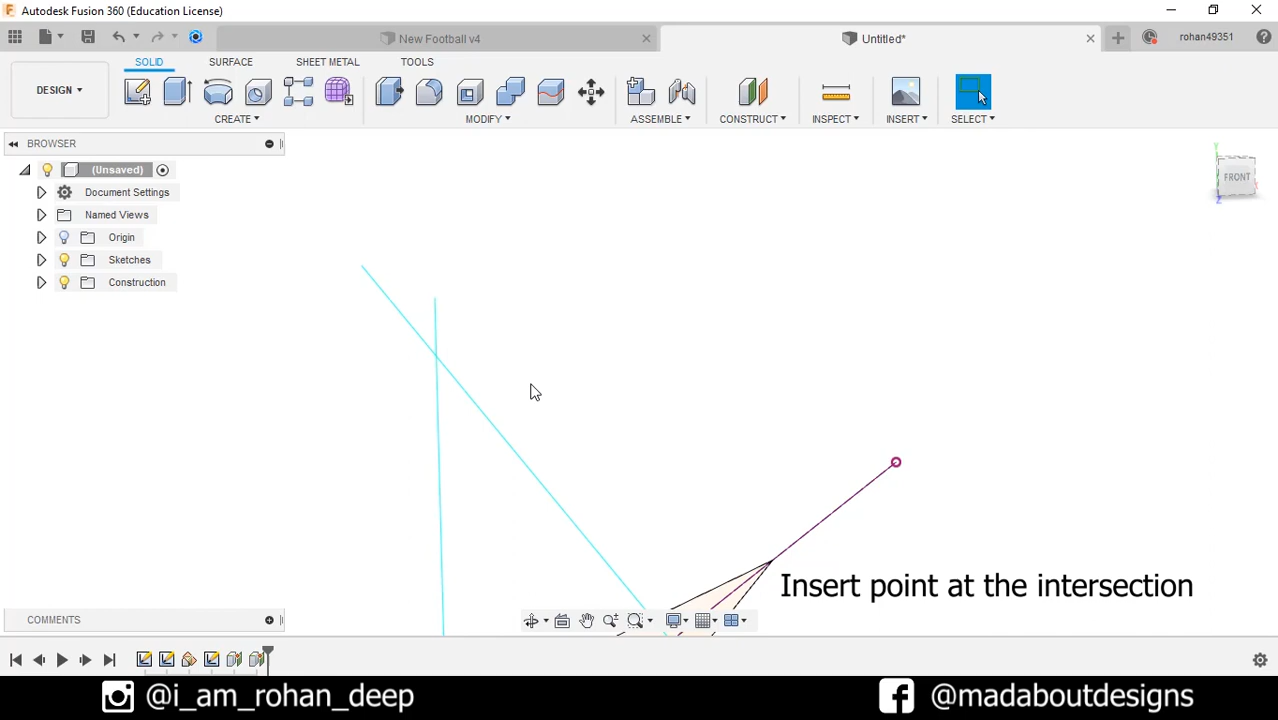 Autodesk Fusion 360 (Education License)
New Football v4
Untitled*
rohan49351
SOLID SURFACE SHEET METAL TOOLS
DESIGN
CREATE MODIFY ASSEMBLE CONSTRUCT INSPECT INSERT SELECT
BROWSER
(Unsaved)
Document Settings
Named Views
Origin
Sketches
Construction
FRONT
Y
Z
Insert point at the intersection
COMMENTS
@i_am_rohan_deep
@madaboutdesigns